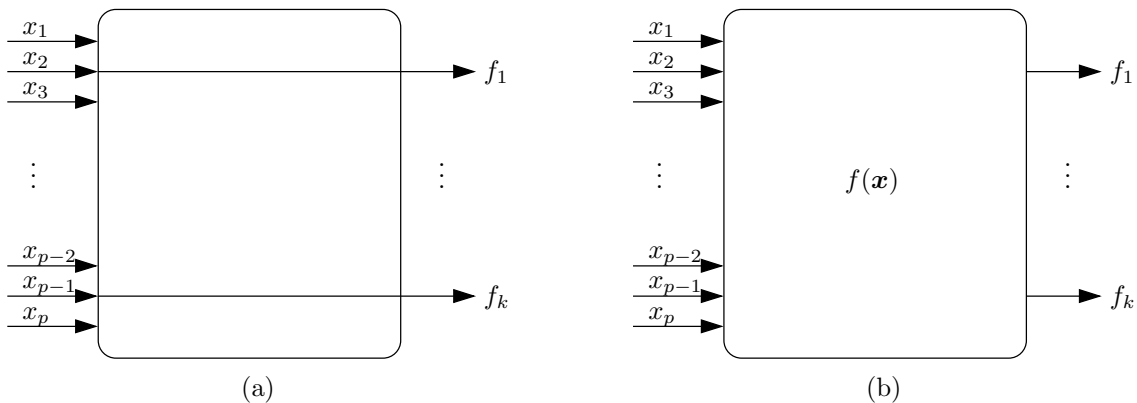 x_1
x_2
x_3
⋮
x_{p-2}
x_{p-1}
x_p
f_1
⋮
f_k
(a)
x_1
x_2
x_3
⋮
x_{p-2}
x_{p-1}
x_p
f(x)
f_1
⋮
f_k
(b)